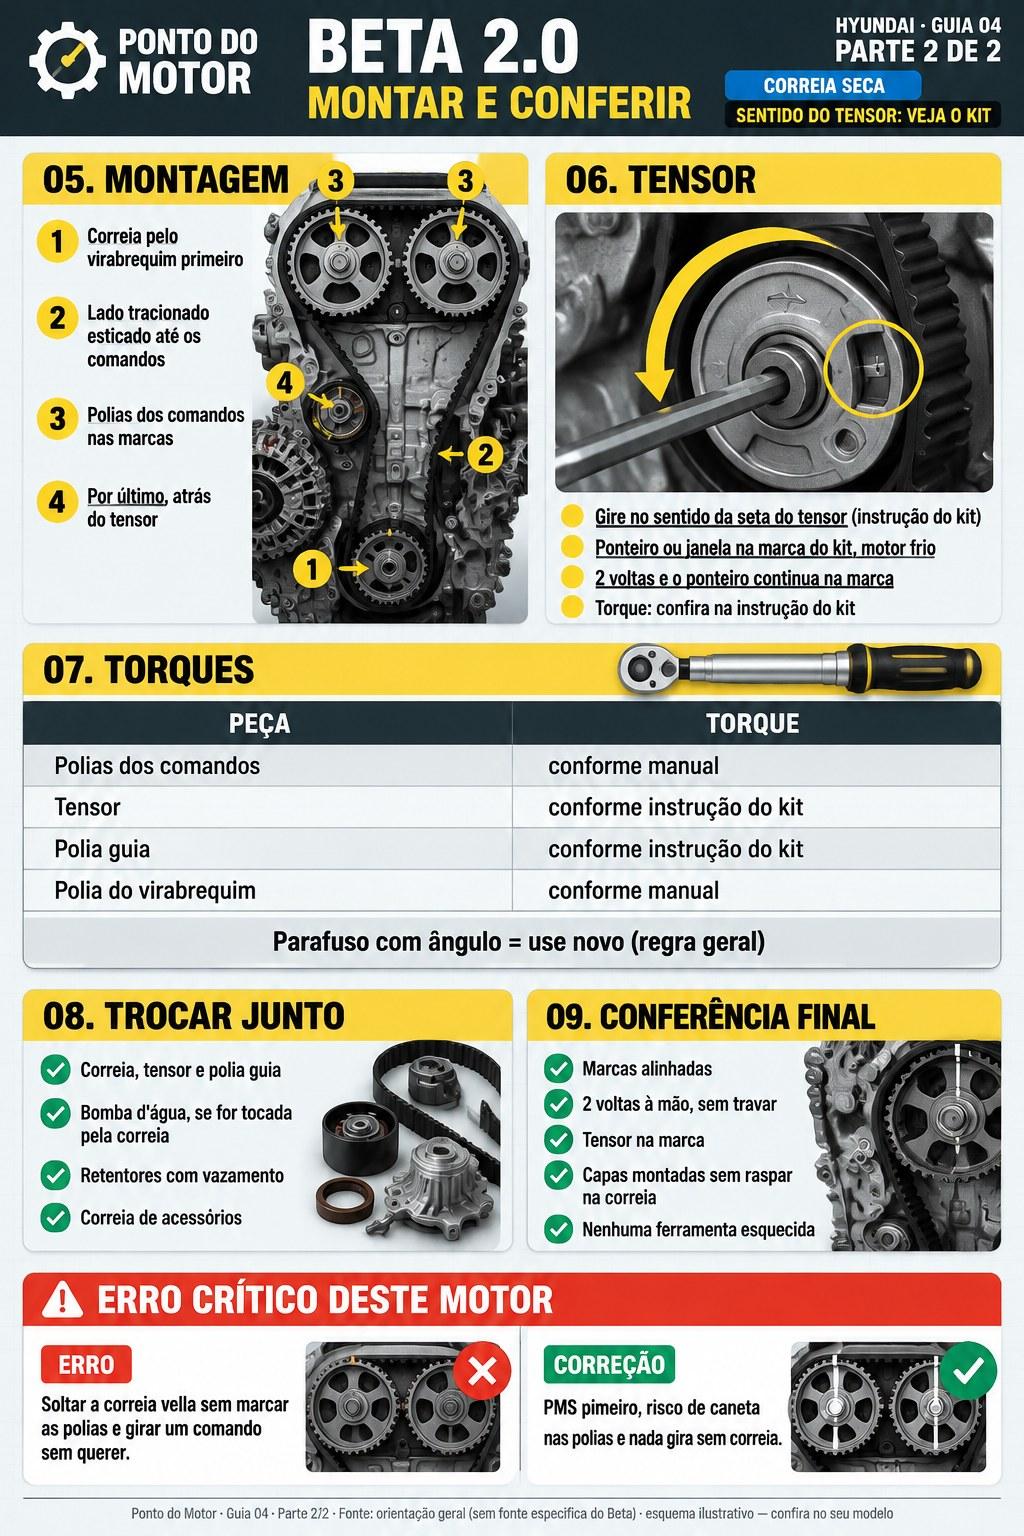 PONTO DO
MOTOR
BETA 2.0
MONTAR E CONFERIR
HYUNDAI · GUIA 04
PARTE 2 DE 2
CORREIA SECA
SENTIDO DO TENSOR: VEJA O KIT
05. MONTAGEM
1 Correia pelo
virabrequim primeiro
2 Lado tracionado
esticado até os
comandos
3 Polias dos comandos
nas marcas
4 Por último, atrás
do tensor
3
3
4
2
1
06. TENSOR
Gire no sentido da seta do tensor (instrução do kit)
Ponteiro ou janela na marca do kit, motor frio
2 voltas e o ponteiro continua na marca
Torque: confira na instrução do kit
07. TORQUES
PEÇA TORQUE
Polias dos comandos conforme manual
Tensor conforme instrução do kit
Polia guia conforme instrução do kit
Polia do virabrequim conforme manual
Parafuso com ângulo = use novo (regra geral)
08. TROCAR JUNTO
Correia, tensor e polia guia
Bomba d'água, se for tocada
pela correia
Retentores com vazamento
Correia de acessórios
09. CONFERÊNCIA FINAL
Marcas alinhadas
2 voltas à mão, sem travar
Tensor na marca
Capas montadas sem raspar
na correia
Nenhuma ferramenta esquecida
ERRO CRÍTICO DESTE MOTOR
ERRO
Soltar a correia vella sem marcar
as polias e girar um comando
sem querer.
CORREÇÃO
PMS pimeiro, risco de caneta
nas polias e nada gira sem correia.
Ponto do Motor · Guia 04 · Parte 2/2 · Fonte: orientação geral (sem fonte especifica do Beta) · esquema ilustrativo — confira no seu modelo